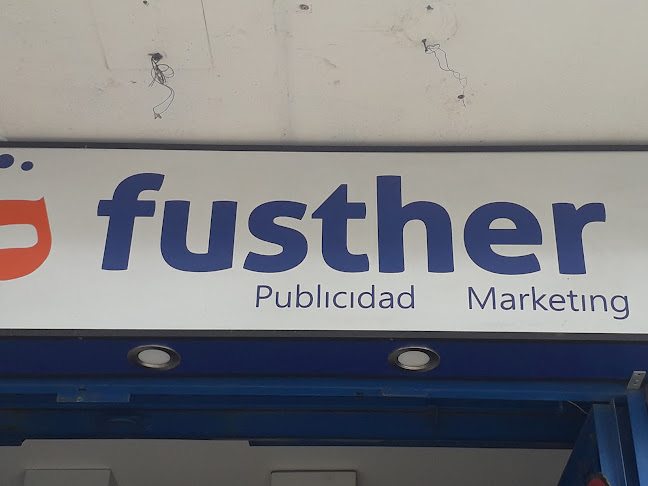 fusther
Publicidad Marketing